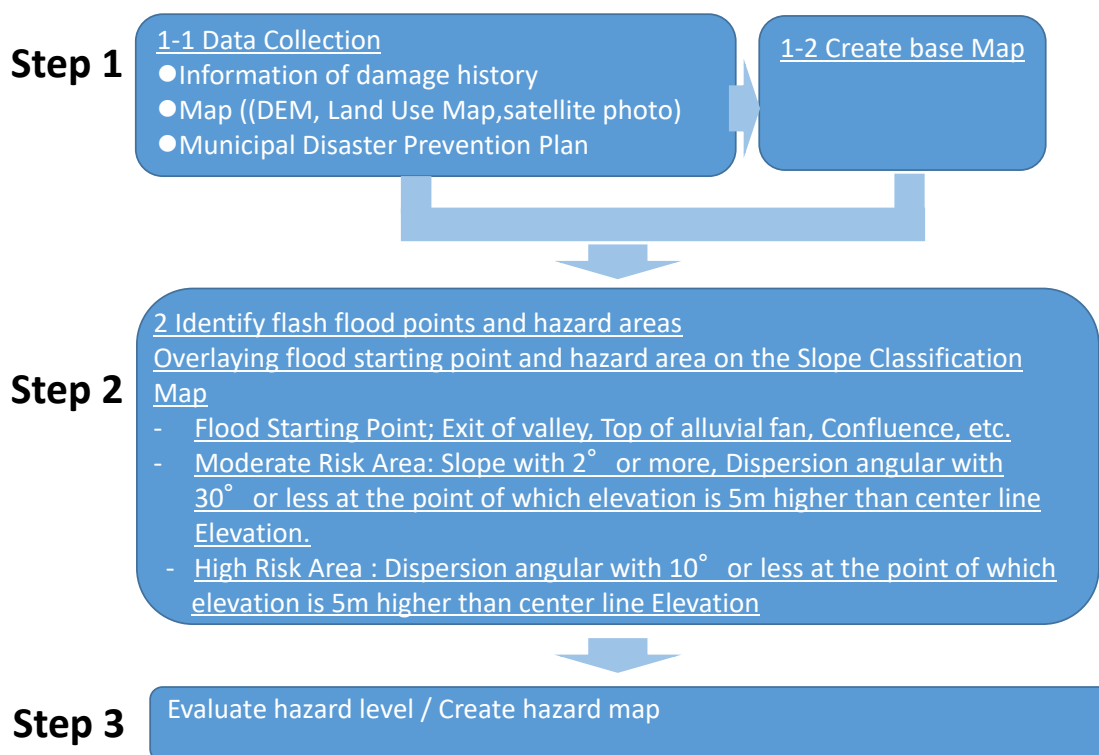 Step 1
1-1 Data Collection
●Information of damage history
●Map ((DEM, Land Use Map,satellite photo)
●Municipal Disaster Prevention Plan
1-2 Create base Map
Step 2
2 Identify flash flood points and hazard areas
Overlaying flood starting point and hazard area on the Slope Classification
Map
- Flood Starting Point; Exit of valley, Top of alluvial fan, Confluence, etc.
- Moderate Risk Area: Slope with 2° or more, Dispersion angular with
30° or less at the point of which elevation is 5m higher than center line
Elevation.
- High Risk Area : Dispersion angular with 10° or less at the point of which
elevation is 5m higher than center line Elevation
Step 3
Evaluate hazard level / Create hazard map